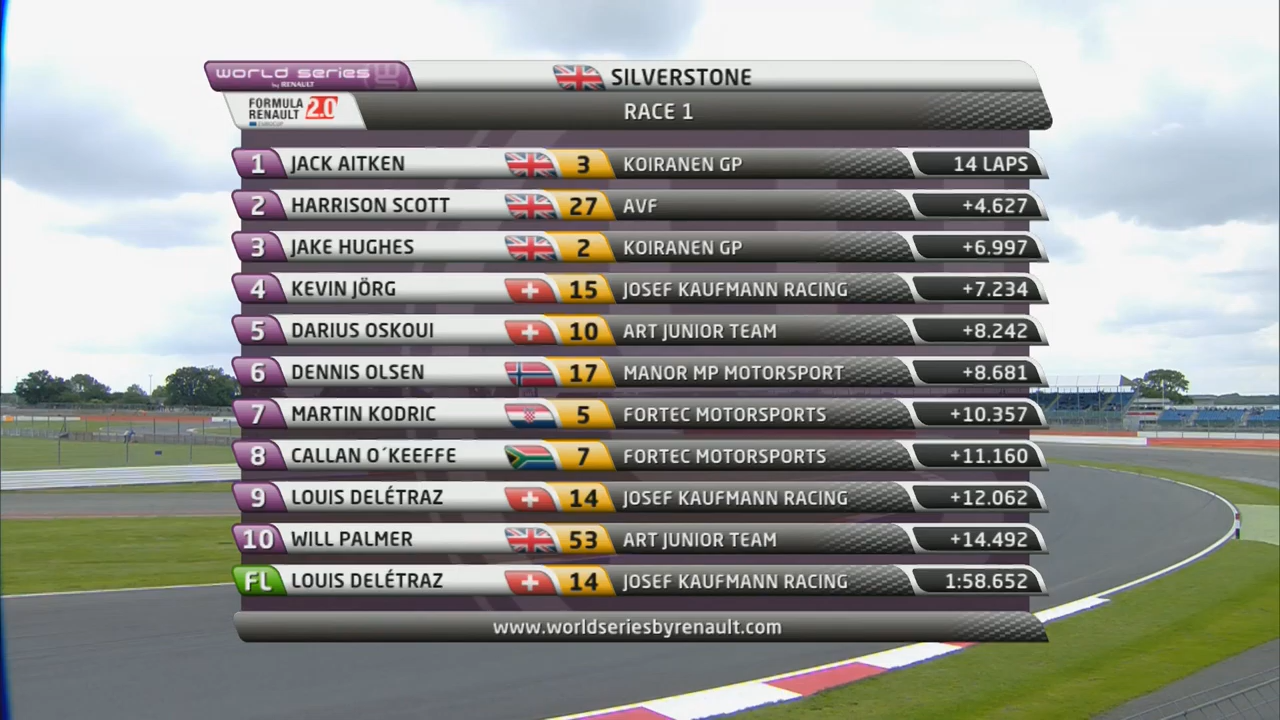 world series
by RENAULT
SILVERSTONE
FORMULA
RENAULT 2.0
EUROCUP
RACE 1
1 JACK AITKEN 3 KOIRANEN GP 14 LAPS
2 HARRISON SCOTT 27 AVF +4.627
3 JAKE HUGHES 2 KOIRANEN GP +6.997
4 KEVIN JÖRG 15 JOSEF KAUFMANN RACING +7.234
5 DARIUS OSKOUI 10 ART JUNIOR TEAM +8.242
6 DENNIS OLSEN 17 MANOR MP MOTORSPORT +8.681
7 MARTIN KODRIC 5 FORTEC MOTORSPORTS +10.357
8 CALLAN O´KEEFFE 7 FORTEC MOTORSPORTS +11.160
9 LOUIS DELÉTRAZ 14 JOSEF KAUFMANN RACING +12.062
10 WILL PALMER 53 ART JUNIOR TEAM +14.492
FL LOUIS DELÉTRAZ 14 JOSEF KAUFMANN RACING 1:58.652
www.worldseriesbyrenault.com